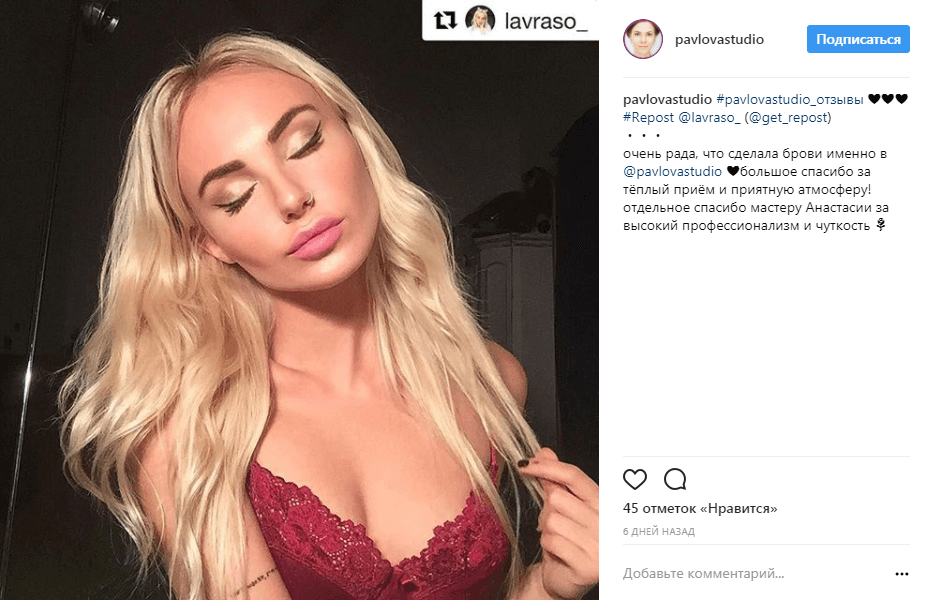 lavraso_
pavlovastudio
Подписаться
pavlovastudio #pavlovastudio_отзывы ♥♥♥
#Repost @lavraso_ (@get_repost)
・・・
очень рада, что сделала брови именно в
@pavlovastudio ♥большое спасибо за
тёплый приём и приятную атмосферу!
отдельное спасибо мастеру Анастасии за
высокий профессионализм и чуткость ⚘
45 отметок «Нравится»
6 ДНЕЙ НАЗАД
Добавьте комментарий...